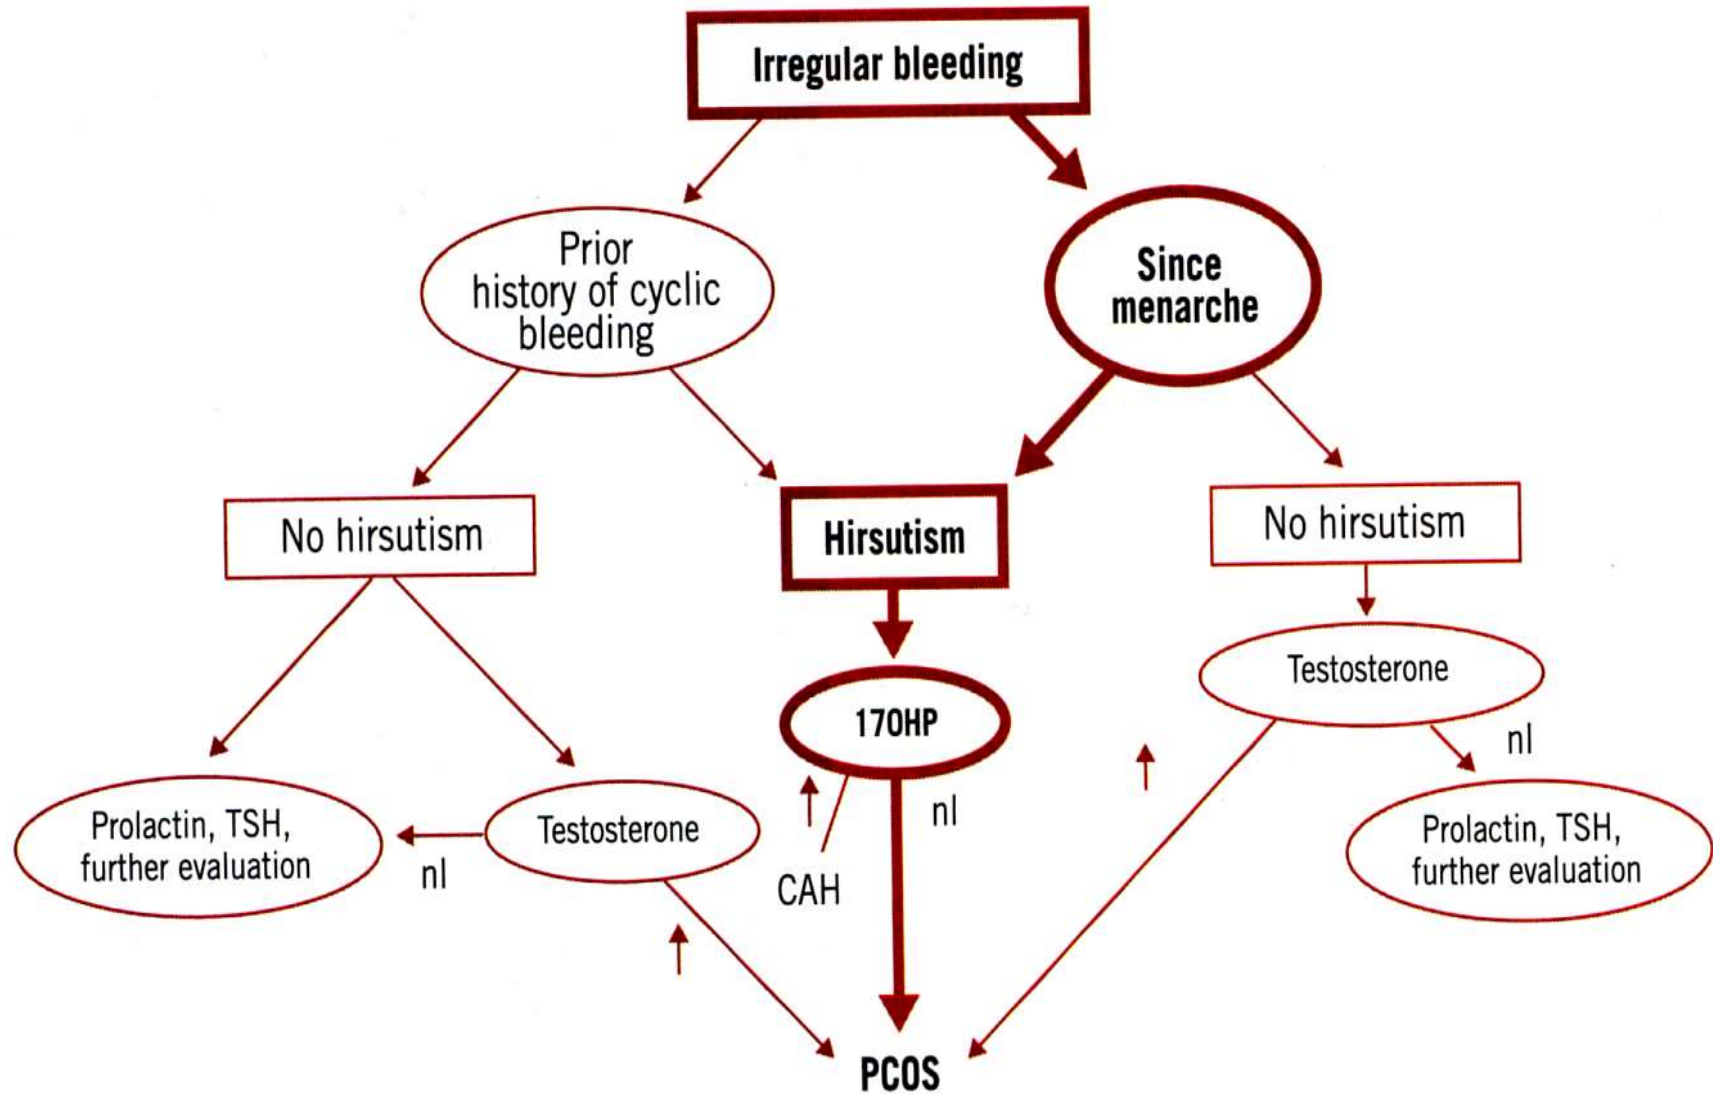 Irregular bleeding
Prior
history of cyclic
bleeding
Since
menarche
No hirsutism
Hirsutism
No hirsutism
Testosterone
17OHP
nl
Prolactin, TSH,
further evaluation
nl
Testosterone
↑
↑
nl
CAH
Prolactin, TSH,
further evaluation
↑
PCOS